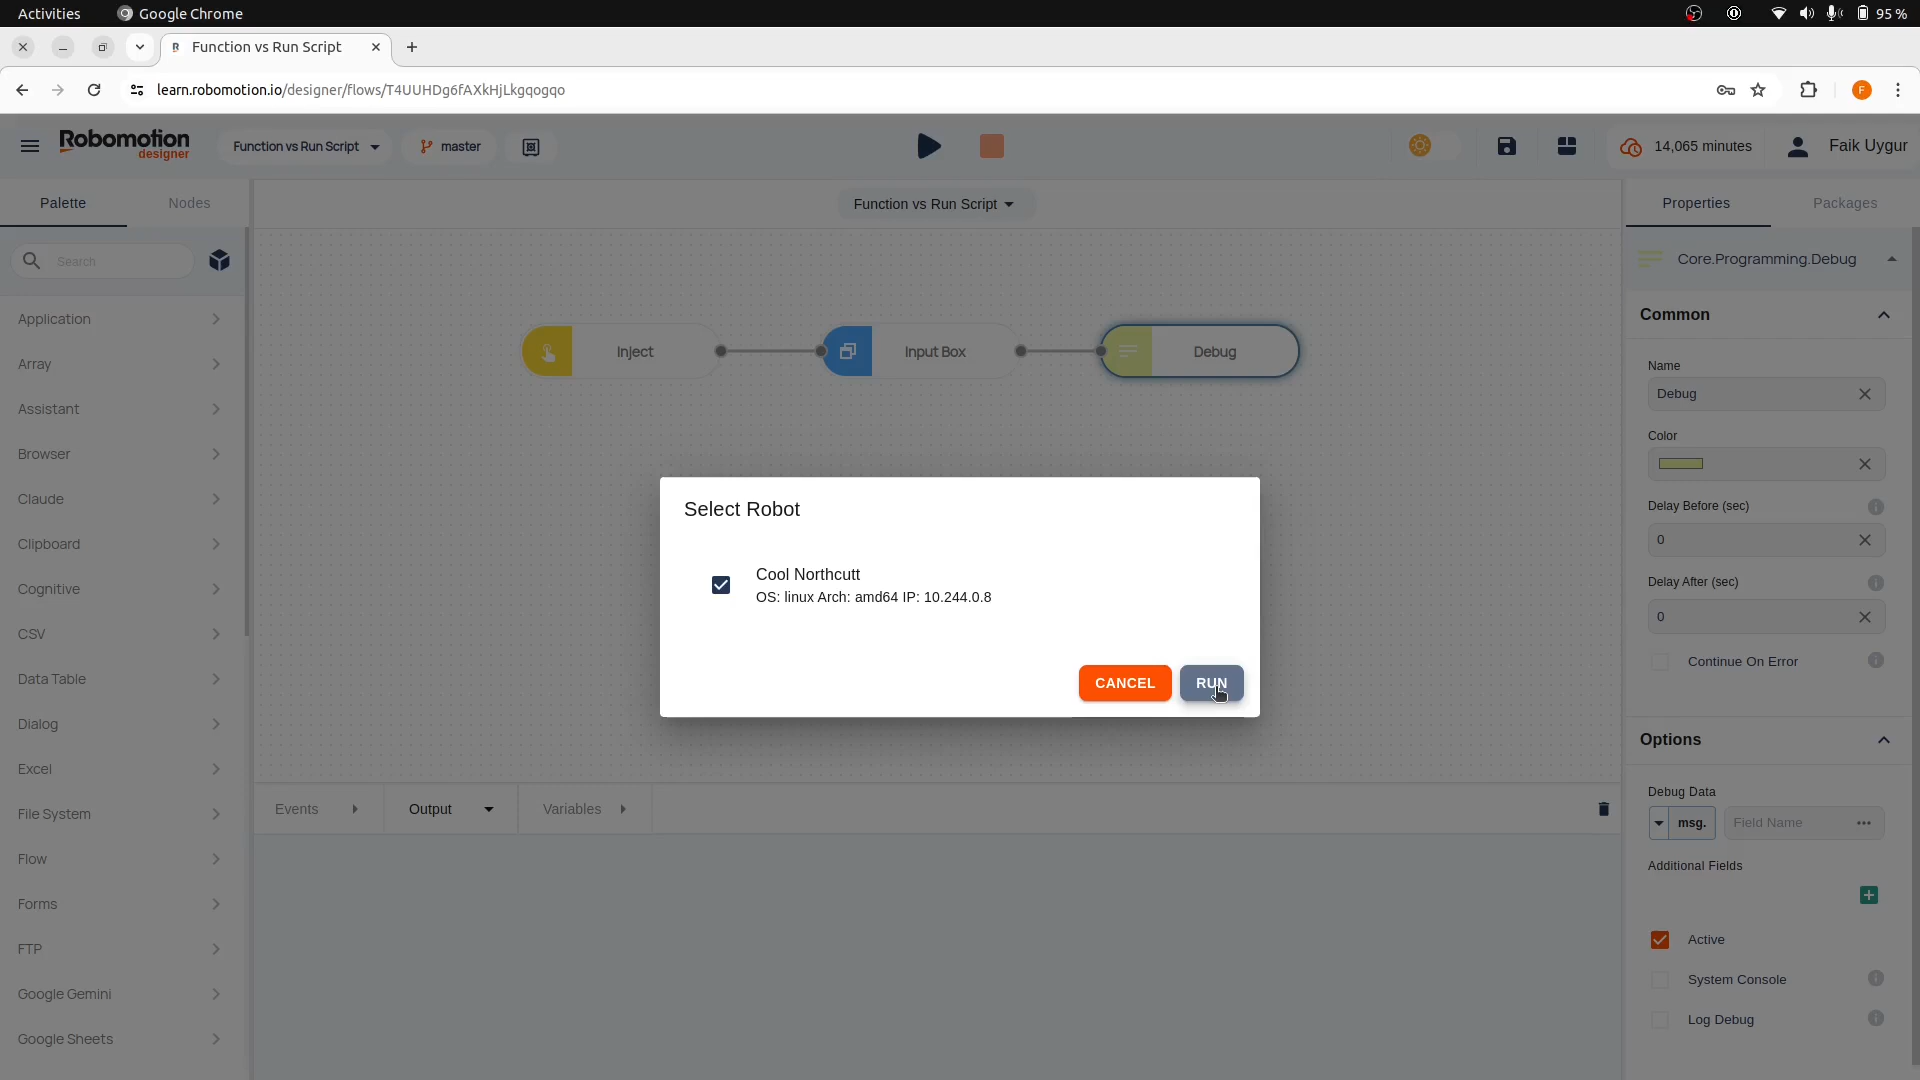 Activities
Google Chrome
95 %
Function vs Run Script
learn.robomotion.io/designer/flows/T4UUHDg6fAXkHjLkgqogqo
F
Robomotion
designer
Function vs Run Script
master
14,065 minutes
Faik Uygur
Palette
Nodes
Function vs Run Script
Properties
Packages
Search
Core.Programming.Debug
Application
Array
Assistant
Browser
Claude
Clipboard
Cognitive
CSV
Data Table
Dialog
Excel
File System
Flow
Forms
FTP
Google Gemini
Google Sheets
Inject
Input Box
Debug
Select Robot
Cool Northcutt
OS: linux Arch: amd64 IP: 10.244.0.8
CANCEL
RUN
Events
Output
Variables
Common
Name
Debug
Color
Delay Before (sec)
0
Delay After (sec)
0
Continue On Error
Options
Debug Data
msg.
Field Name
Additional Fields
Active
System Console
Log Debug